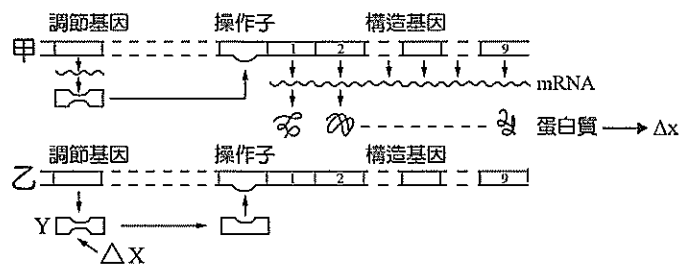 調節基因 操作子 構造基因
甲 1 2 9
mRNA
蛋白質 Δx
調節基因 操作子 構造基因
乙 1 2 9
Y
△X